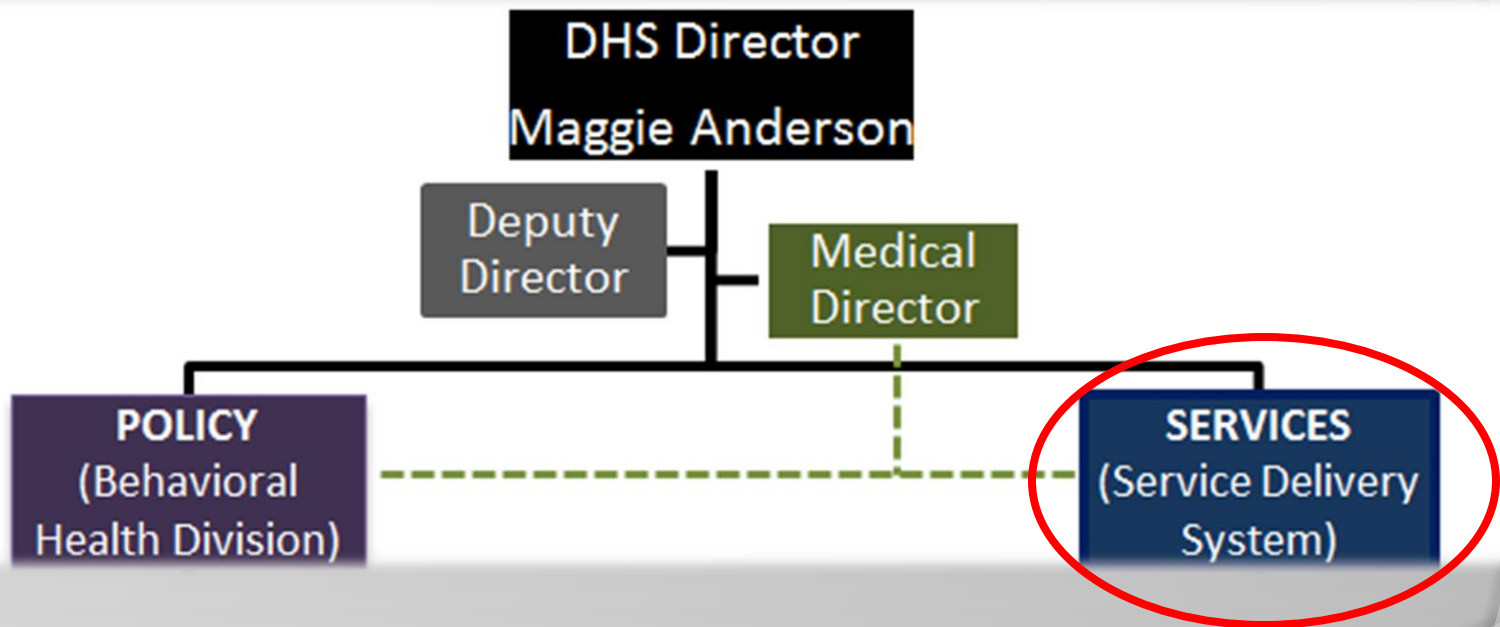 DHS Director
Maggie Anderson
Deputy
Director
Medical
Director
POLICY
(Behavioral
Health Division)
SERVICES
(Service Delivery
System)